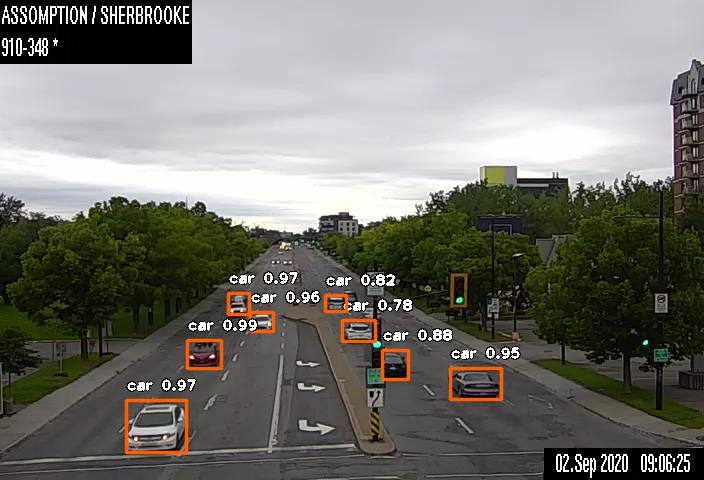 ASSOMPTION / SHERBROOKE
910-348 *
car 0.97
car 0.82
car 0.96
car 0.78
car 0.99
car 0.88
car 0.95
car 0.97
02.Sep 2020 09:06:25